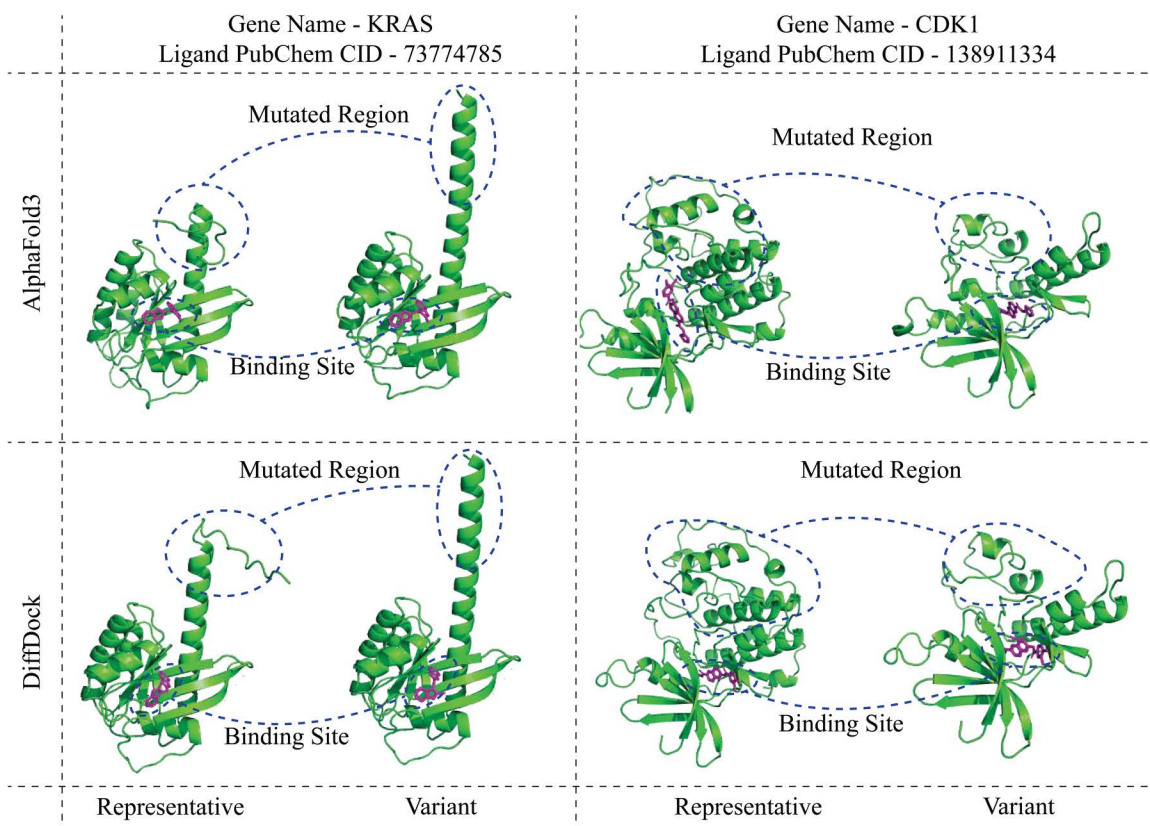 Gene Name - KRAS
Ligand PubChem CID - 73774785
Gene Name - CDK1
Ligand PubChem CID - 138911334
AlphaFold3
Mutated Region
Binding Site
Mutated Region
Binding Site
DiffDock
Mutated Region
Binding Site
Mutated Region
Binding Site
Representative
Variant
Representative
Variant